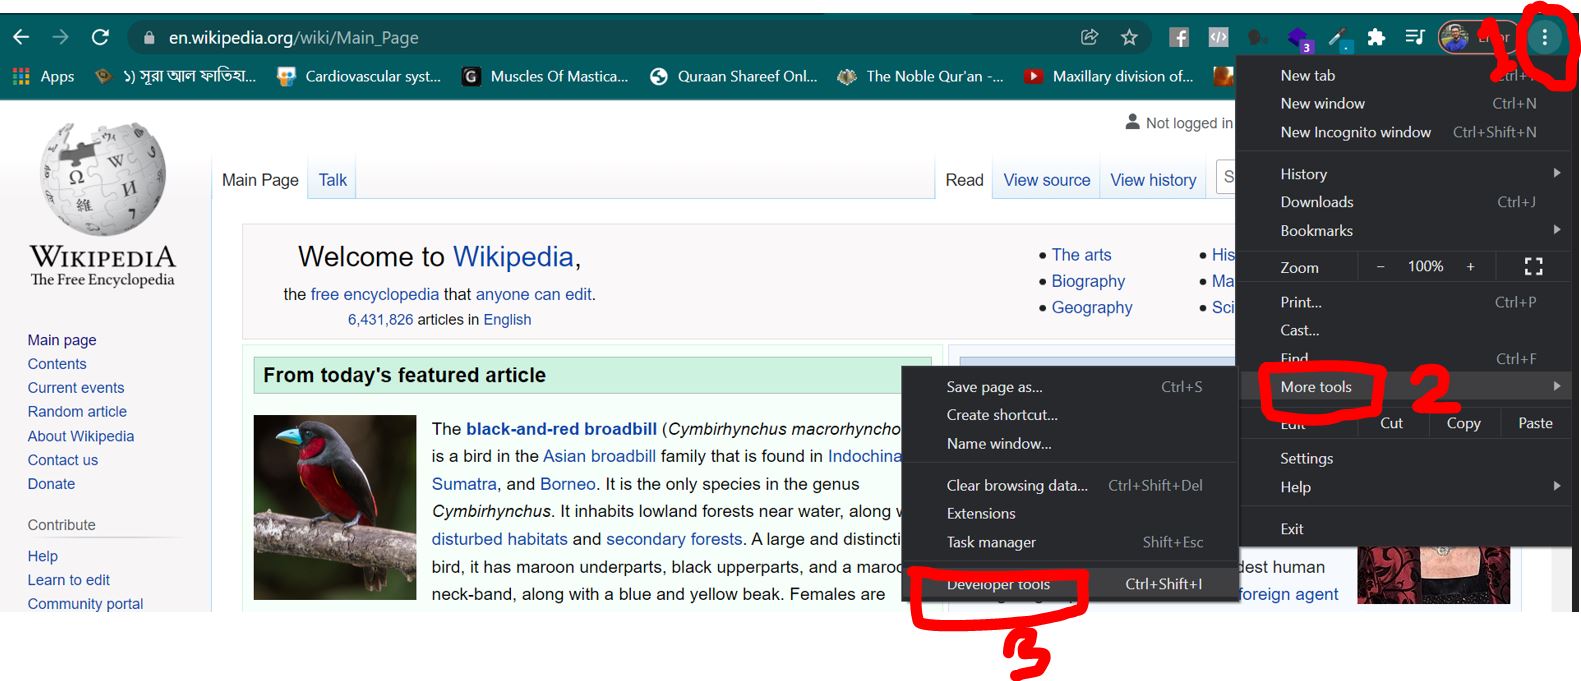 en.wikipedia.org/wiki/Main_Page
3
Error
1
Apps
১) সূরা আল ফাতিহা...
Cardiovascular syst...
G
Muscles Of Mastica...
Quraan Shareef Onl...
The Noble Qur'an -...
Maxillary division of...
Not logged in
WIKIPEDIA
The Free Encyclopedia
Main page
Contents
Current events
Random article
About Wikipedia
Contact us
Donate
Contribute
Help
Learn to edit
Community portal
Main Page
Talk
Read
View source
View history
S
Welcome to Wikipedia,
the free encyclopedia that anyone can edit.
6,431,826 articles in English
The arts
Biography
Geography
His
Ma
Sci
From today's featured article
The black-and-red broadbill (Cymbirhynchus macrorhyncho
is a bird in the Asian broadbill family that is found in Indochina
Sumatra, and Borneo. It is the only species in the genus
Cymbirhynchus. It inhabits lowland forests near water, along
disturbed habitats and secondary forests. A large and distincti
bird, it has maroon underparts, black upperparts, and a maroo
neck-band, along with a blue and yellow beak. Females are
dest human
foreign agent
New tab
New window Ctrl+N
New Incognito window Ctrl+Shift+N
History
Downloads Ctrl+J
Bookmarks
Zoom − 100% +
Print... Ctrl+P
Cast...
Find... Ctrl+F
More tools
2
Edit Cut Copy Paste
Settings
Help
Exit
Save page as... Ctrl+S
Create shortcut...
Name window...
Clear browsing data... Ctrl+Shift+Del
Extensions
Task manager Shift+Esc
Developer tools Ctrl+Shift+I
3